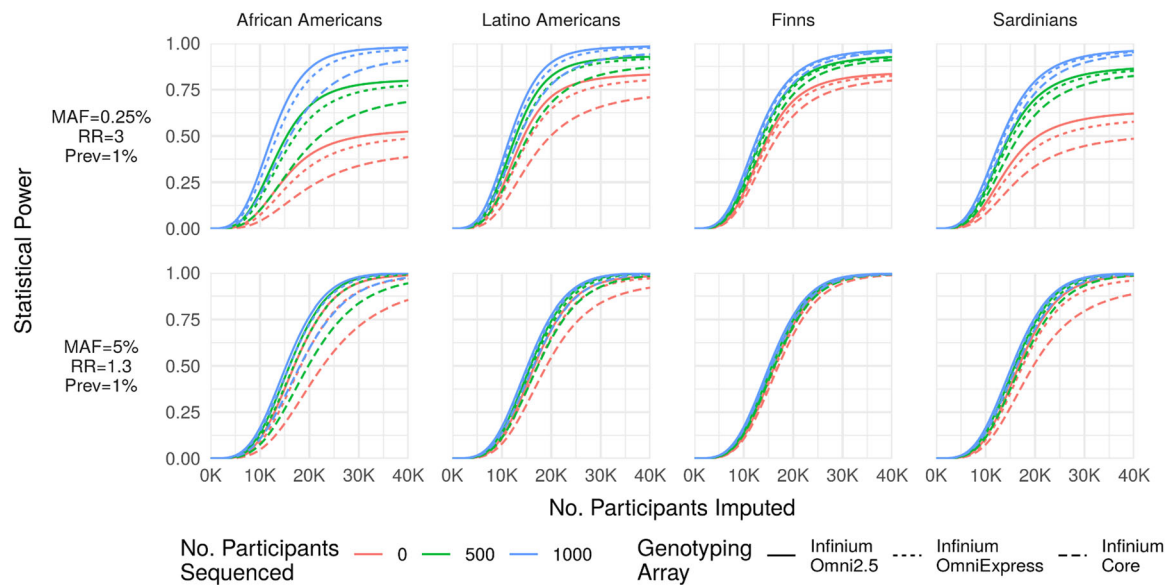 African Americans
Latino Americans
Finns
Sardinians
Statistical Power
MAF=0.25%
RR=3
Prev=1%
1.00
0.75
0.50
0.25
0.00
MAF=5%
RR=1.3
Prev=1%
1.00
0.75
0.50
0.25
0.00
0K 10K 20K 30K 40K
0K 10K 20K 30K 40K
0K 10K 20K 30K 40K
0K 10K 20K 30K 40K
No. Participants Imputed
No. Participants
Sequenced
0
500
1000
Genotyping
Array
Infinium
Omni2.5
Infinium
OmniExpress
Infinium
Core